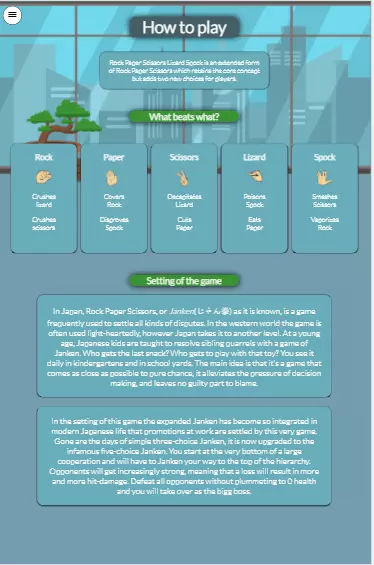 How to play
Rock Paper Scissors Lizard Spock is an extended form
of Rock Paper Scissors which retains the core concept
but adds two new choices for players.
What beats what?
Rock
Crushes
lizard
Crushes
scissors
Paper
Covers
Rock
Disproves
Spock
Scissors
Decapitates
Lizard
Cuts
Paper
Lizard
Poisons
Spock
Eats
Paper
Spock
Smashes
Scissors
Vaporizes
Rock
Setting of the game
In Japan, Rock Paper Scissors, or Janken(じゃん拳) as it is known, is a game
frequently used to settle all kinds of disputes. In the western world the game is
often used light-heartedly, however Japan takes it to another level. At a young
age, Japanese kids are taught to resolve sibling quarrels with a game of
Janken. Who gets the last snack? Who gets to play with that toy? You see it
daily in kindergartens and in school yards. The main idea is that it's a game that
comes as close as possible to pure chance, it alleviates the pressure of decision
making, and leaves no guilty part to blame.
In the setting of this game the expanded Janken has become so integrated in
modern Japanese life that promotions at work are settled by this very game.
Gone are the days of simple three-choice Janken, it is now upgraded to the
infamous five-choice Janken. You start at the very bottom of a large
cooperation and will have to Janken your way to the top of the hierarchy.
Opponents will get increasingly strong, meaning that a loss will result in more
and more hit-damage. Defeat all opponents without plummeting to 0 health
and you will take over as the bigg boss.